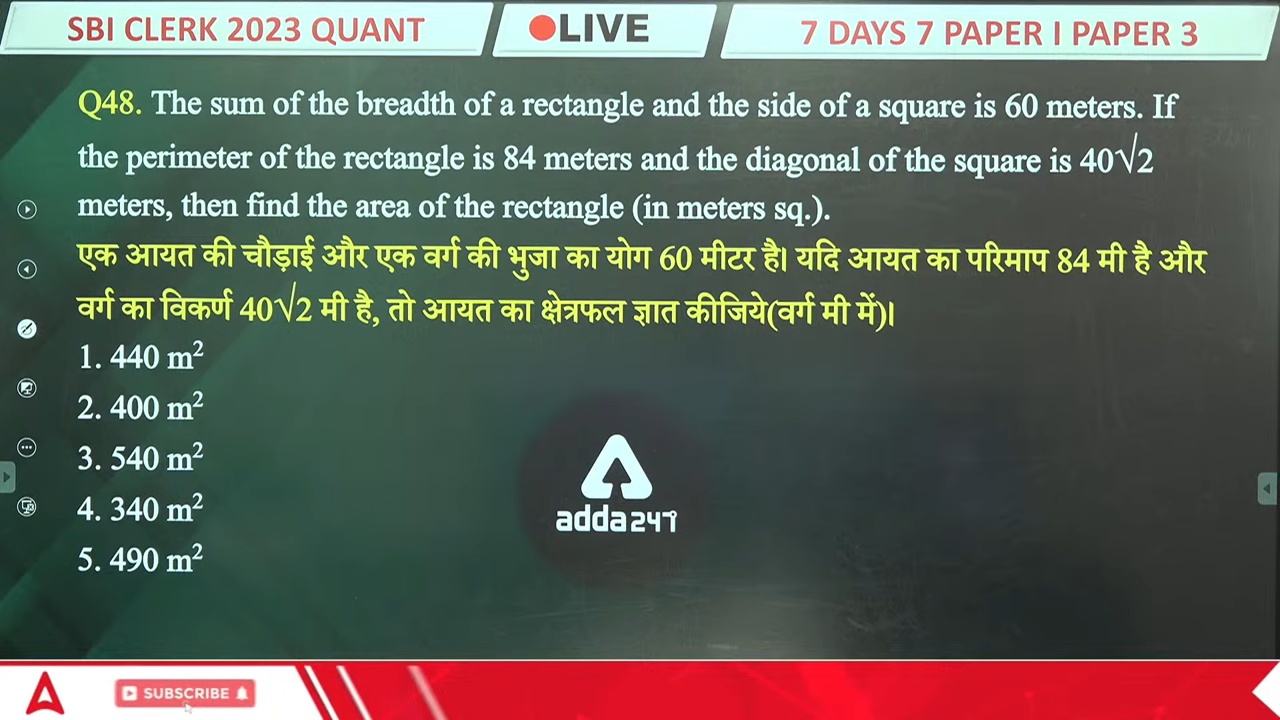 SBI CLERK 2023 QUANT
LIVE
7 DAYS 7 PAPER I PAPER 3
Q48. The sum of the breadth of a rectangle and the side of a square is 60 meters. If
the perimeter of the rectangle is 84 meters and the diagonal of the square is 40√2
meters, then find the area of the rectangle (in meters sq.).
एक आयत की चौड़ाई और एक वर्ग की भुजा का योग 60 मीटर है। यदि आयत का परिमाप 84 मी है और
वर्ग का विकर्ण 40√2 मी है, तो आयत का क्षेत्रफल ज्ञात कीजिये(वर्ग मी में)।
1. 440 m²
2. 400 m²
3. 540 m²
4. 340 m²
5. 490 m²
adda247
SUBSCRIBE